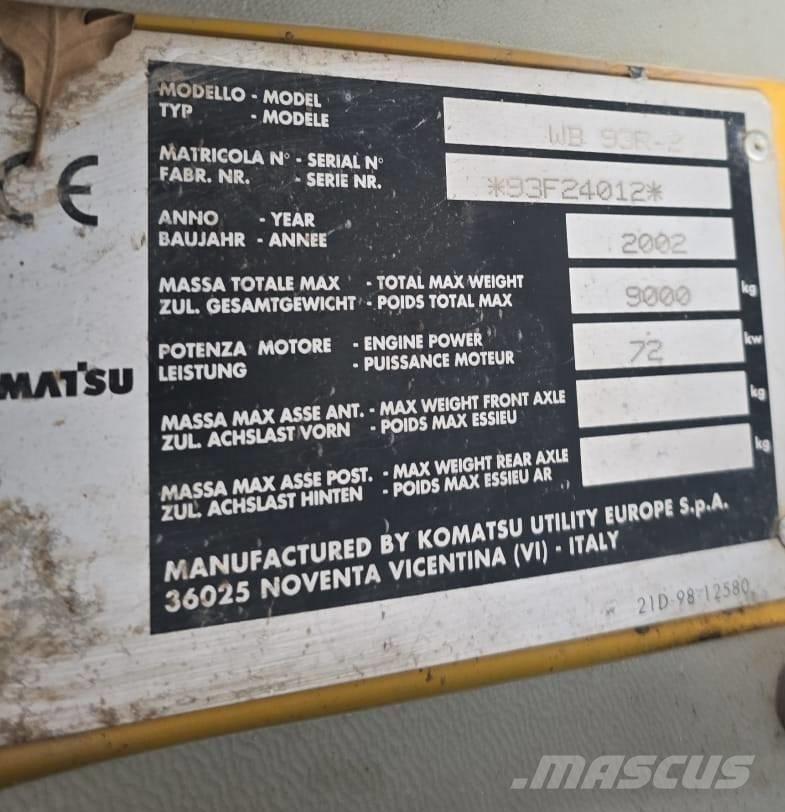 CE
MODELLO - MODEL
TYP - MODELE
WB 93R-2
MATRICOLA N° - SERIAL N°
FABR. NR. - SERIE NR.
*93F24012*
ANNO - YEAR
BAUJAHR - ANNEE
2002
MASSA TOTALE MAX - TOTAL MAX WEIGHT
ZUL. GESAMTGEWICHT - POIDS TOTAL MAX
9000 kg
POTENZA MOTORE - ENGINE POWER
LEISTUNG - PUISSANCE MOTEUR
72 kw
MATSU
MASSA MAX ASSE ANT. - MAX WEIGHT FRONT AXLE
ZUL. ACHSLAST VORN - POIDS MAX ESSIEU
kg
MASSA MAX ASSE POST. - MAX WEIGHT REAR AXLE
ZUL. ACHSLAST HINTEN - POIDS MAX ESSIEU AR
kg
MANUFACTURED BY KOMATSU UTILITY EUROPE S.p.A.
36025 NOVENTA VICENTINA (VI) - ITALY
21D-98-12580
MASCUS